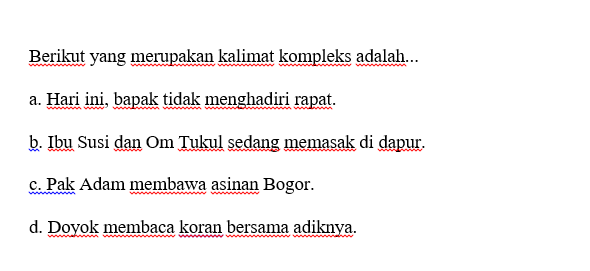 Berikut yang merupakan kalimat kompleks adalah...
a. Hari ini, bapak tidak menghadiri rapat.
b. Ibu Susi dan Om Tukul sedang memasak di dapur.
c. Pak Adam membawa asinan Bogor.
d. Doyok membaca koran bersama adiknya.